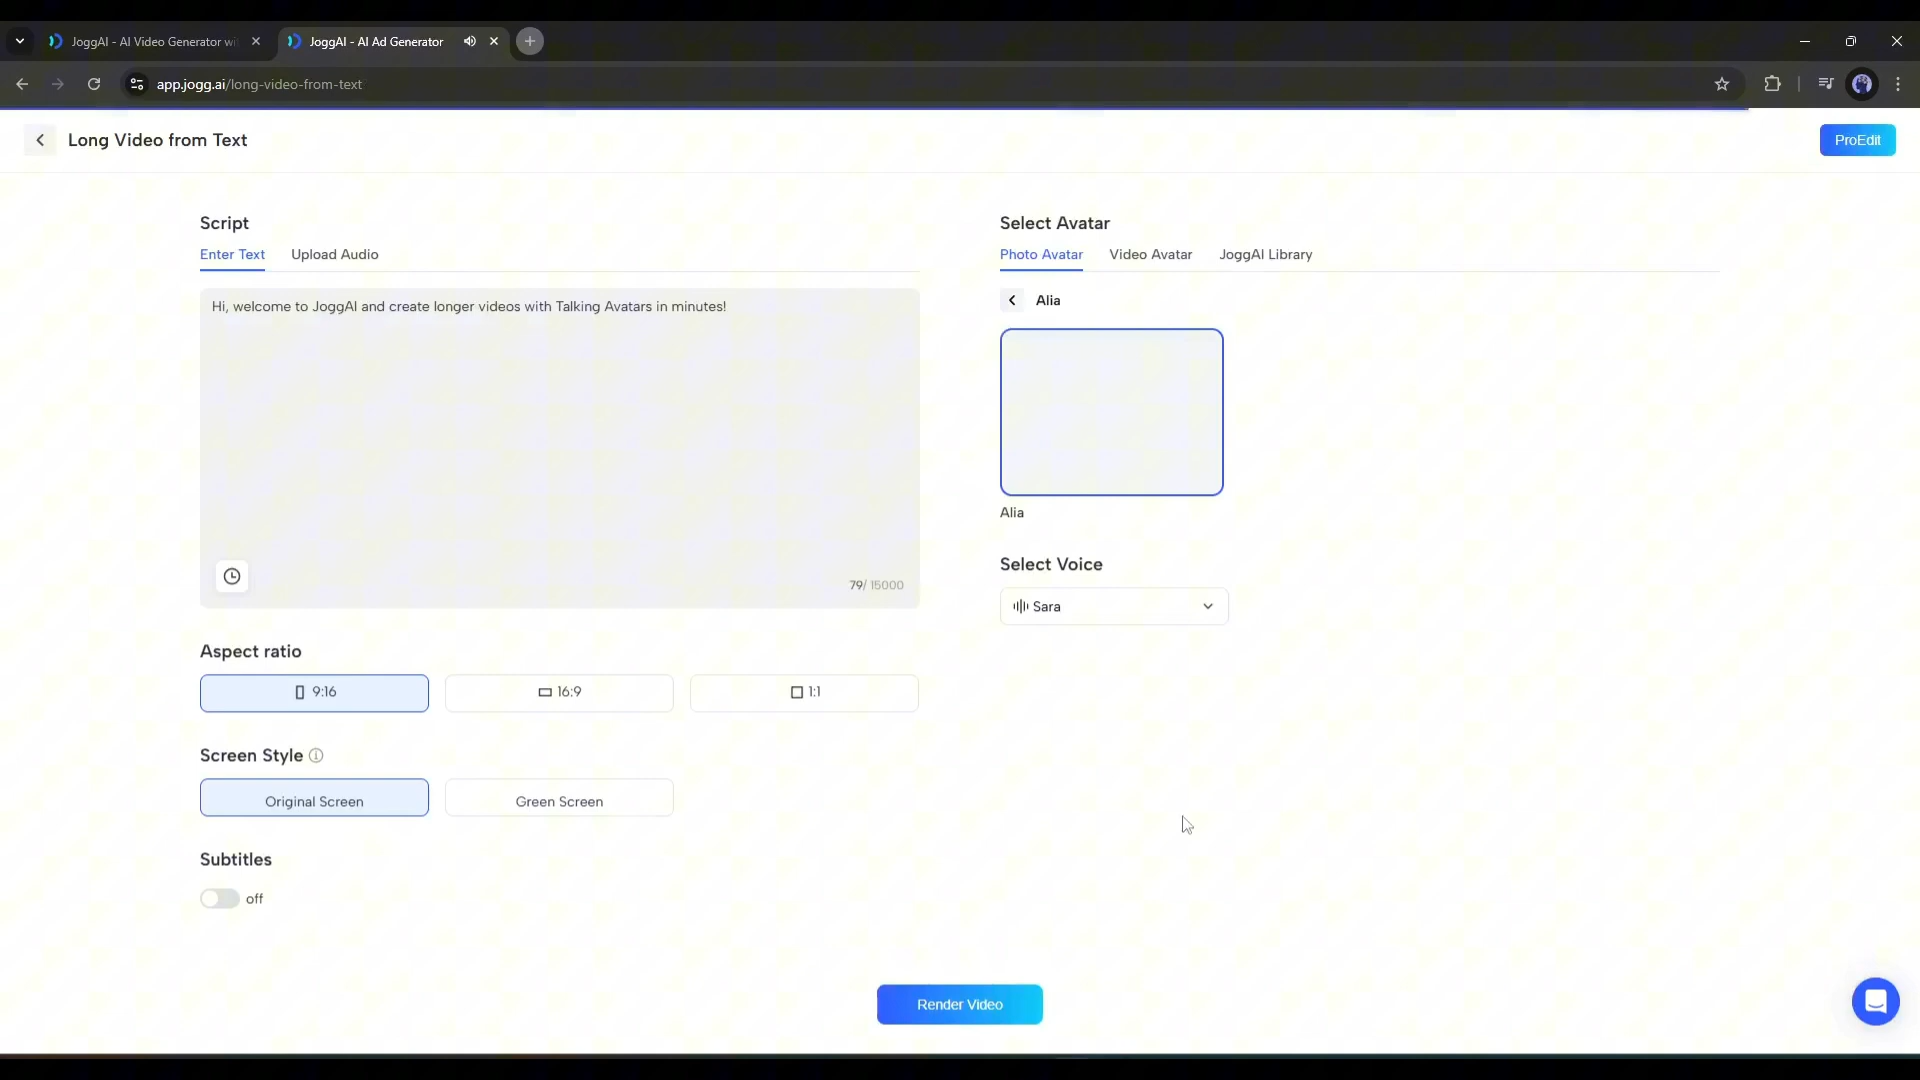 JoggAI - AI Video Generator wi
JoggAI - AI Ad Generator
app.jogg.ai/long-video-from-text
Long Video from Text
ProEdit
Script
Enter Text
Upload Audio
Hi, welcome to JoggAI and create longer videos with Talking Avatars in minutes!
79/ 15000
Aspect ratio
9:16
16:9
1:1
Screen Style
Original Screen
Green Screen
Subtitles
off
Select Avatar
Photo Avatar
Video Avatar
JoggAI Library
Alia
Alia
Select Voice
Sara
Render Video